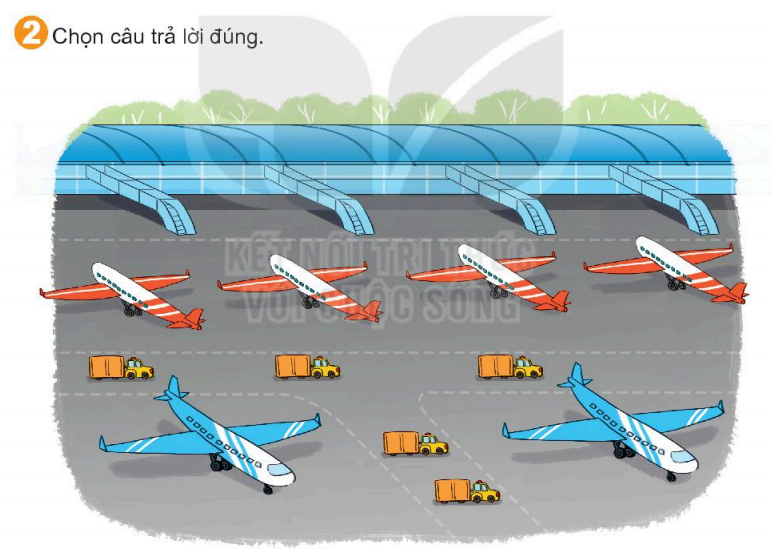 2 Chọn câu trả lời đúng.
KẾT NỐI TRI THỨC
VỚI CUỘC SỐNG